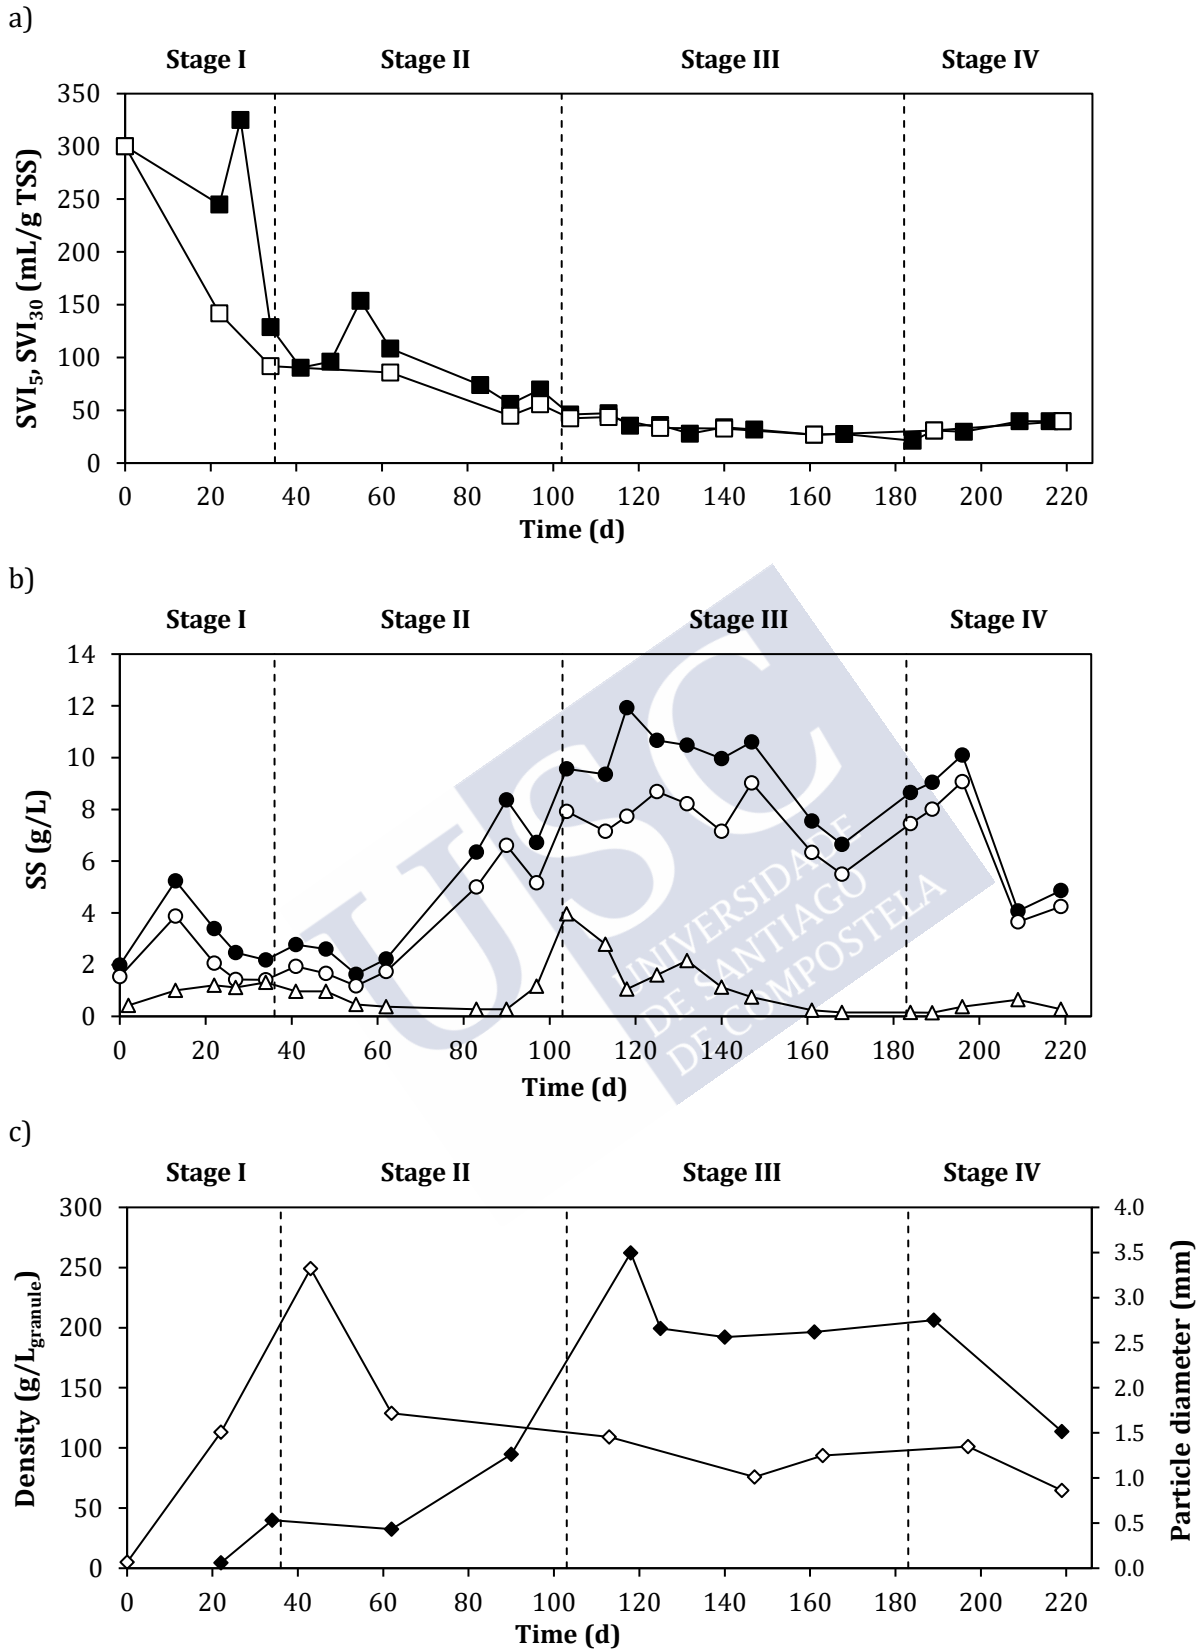 a)
Stage I Stage II Stage III Stage IV
SVI5, SVI30 (mL/g TSS)
350
300
250
200
150
100
50
0
0 20 40 60 80 100 120 140 160 180 200 220
Time (d)
b)
Stage I Stage II Stage III Stage IV
SS (g/L)
14
12
10
8
6
4
2
0
0 20 40 60 80 100 120 140 160 180 200 220
Time (d)
USC
UNIVERSIDADE
DE SANTIAGO
DE COMPOSTELA
c)
Stage I Stage II Stage III Stage IV
Density (g/Lgranule)
300
250
200
150
100
50
0
4.0
3.5
3.0
2.5
2.0
1.5
1.0
0.5
0.0
Particle diameter (mm)
0 20 40 60 80 100 120 140 160 180 200 220
Time (d)